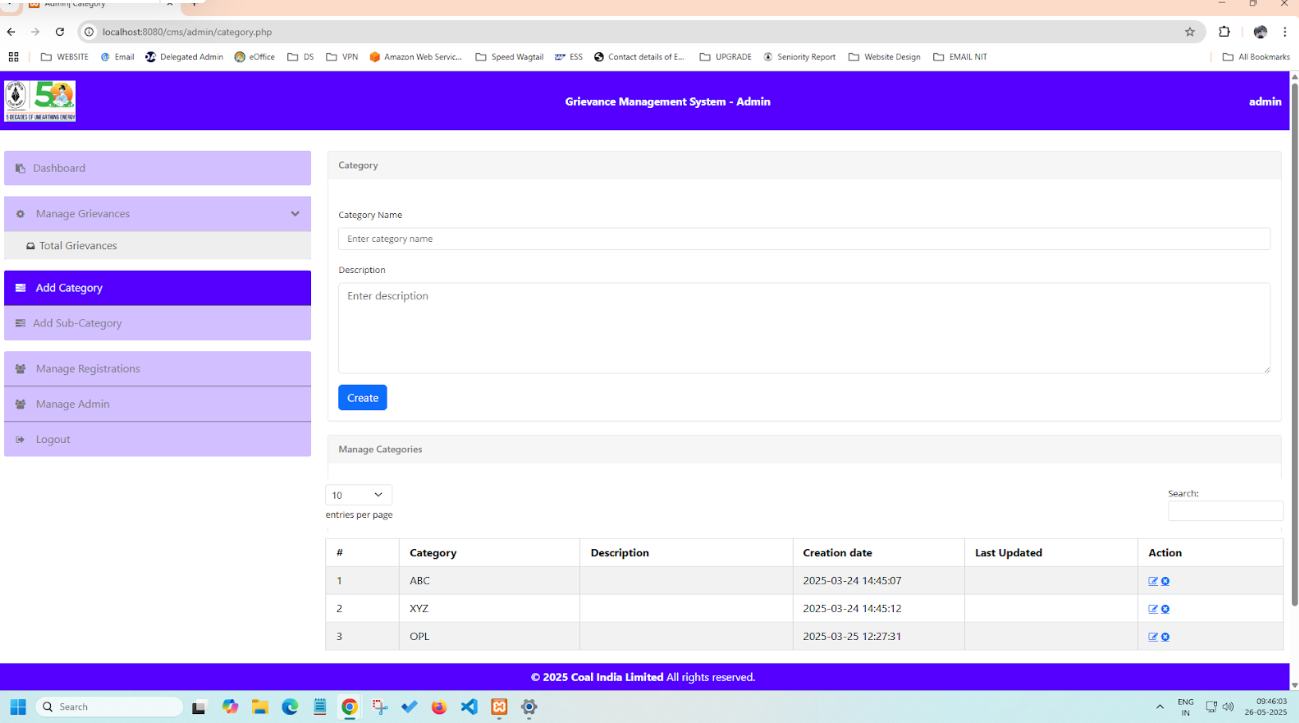 Admin| Category
localhost:8080/cms/admin/category.php
WEBSITE Email Delegated Admin eOffice DS VPN Amazon Web Servic... Speed Wagtail ESS Contact details of E... UPGRADE Seniority Report Website Design EMAIL NIT All Bookmarks
50
5 DECADES OF UNEARTHING ENERGY
Grievance Management System - Admin
admin
Dashboard
Manage Grievances
Total Grievances
Add Category
Add Sub-Category
Manage Registrations
Manage Admin
Logout
Category
Category Name
Enter category name
Description
Enter description
Create
Manage Categories
10
entries per page
Search:
# Category Description Creation date Last Updated Action
1 ABC 2025-03-24 14:45:07
2 XYZ 2025-03-24 14:45:12
3 OPL 2025-03-25 12:27:31
© 2025 Coal India Limited All rights reserved.
Search
ENG
IN
09:46:03
26-05-2025